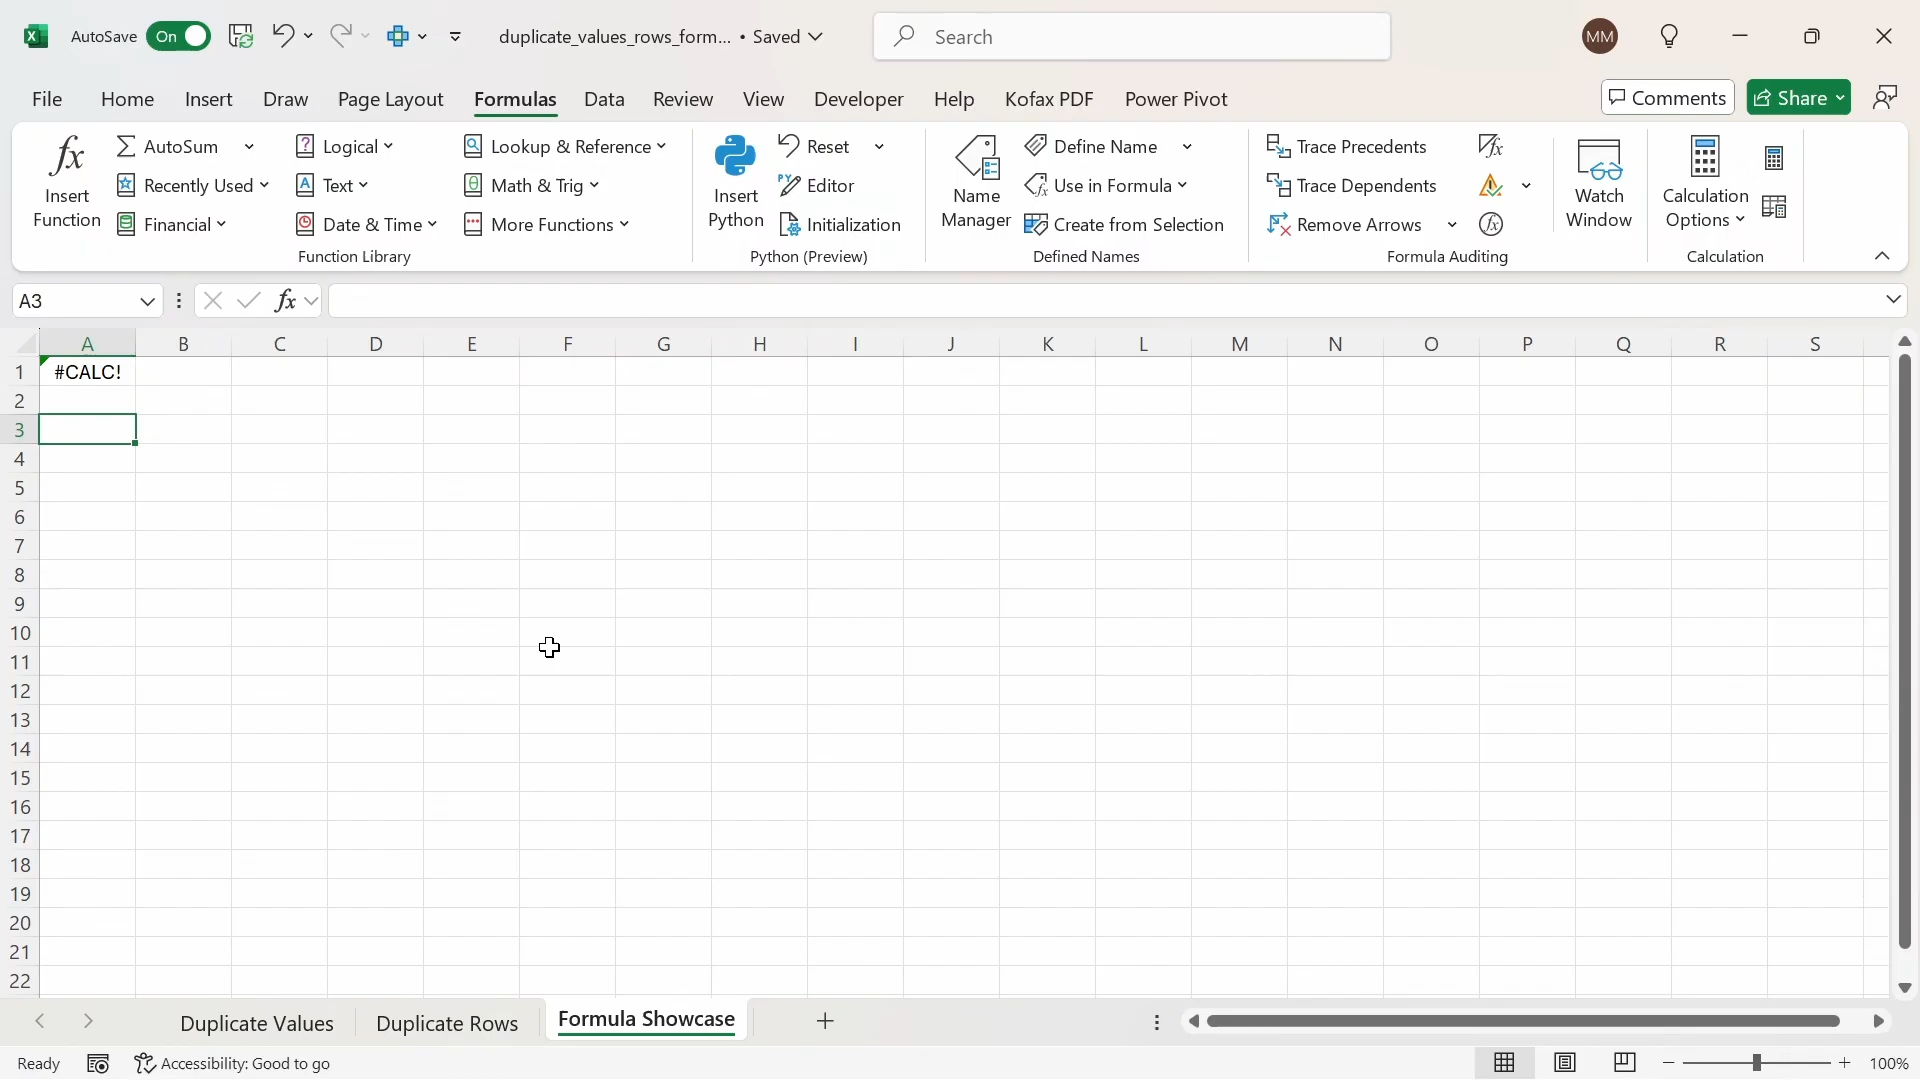 AutoSave On duplicate_values_rows_form... • Saved Search MM
File Home Insert Draw Page Layout Formulas Data Review View Developer Help Kofax PDF Power Pivot Comments Share
fx Insert Function
AutoSum
Recently Used
Financial
Logical
Text
Date & Time
Lookup & Reference
Math & Trig
More Functions
Function Library
Insert Python
Reset
Editor
Initialization
Python (Preview)
Name Manager
Define Name
Use in Formula
Create from Selection
Defined Names
Trace Precedents
Trace Dependents
Remove Arrows
Formula Auditing
Watch Window
Calculation Options
Calculation
A3 fx
A B C D E F G H I J K L M N O P Q R S
1 #CALC!
2
3
4
5
6
7
8
9
10
11
12
13
14
15
16
17
18
19
20
21
22
Duplicate Values Duplicate Rows Formula Showcase
Ready Accessibility: Good to go 100%